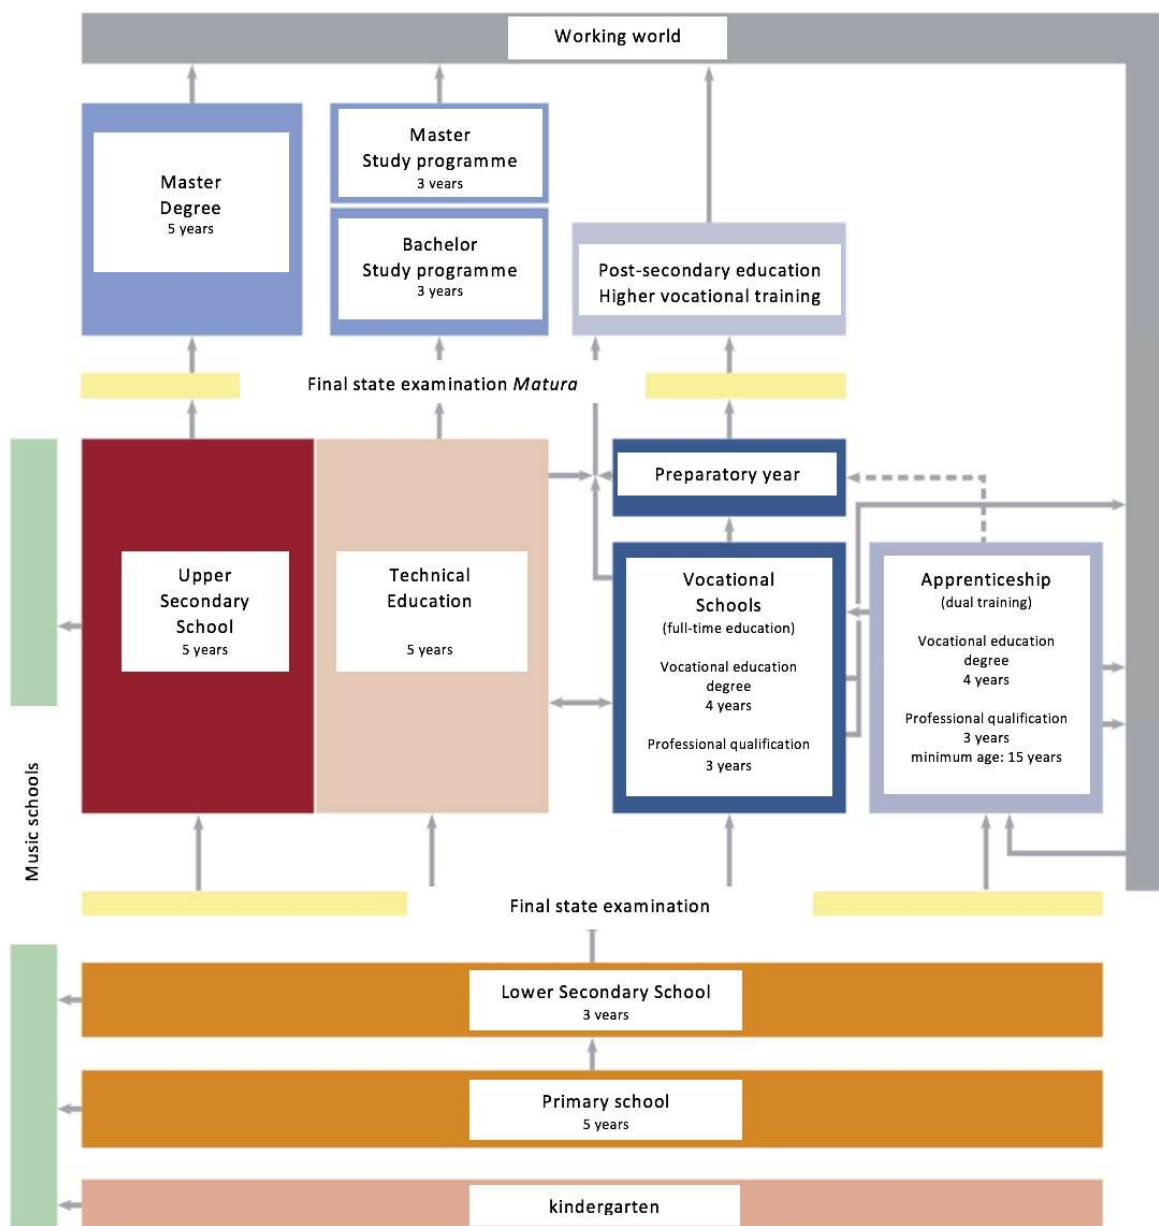 Working world
Master
Degree
5 years
Master
Study programme
3 years
Bachelor
Study programme
3 years
Post-secondary education
Higher vocational training
Final state examination Matura
Preparatory year
Upper
Secondary
School
5 years
Technical
Education
5 years
Vocational
Schools
(full-time education)
Vocational education
degree
4 years
Professional qualification
3 years
Apprenticeship
(dual training)
Vocational education
degree
4 years
Professional qualification
3 years
minimum age: 15 years
Music schools
Final state examination
Lower Secondary School
3 years
Primary school
5 years
kindergarten